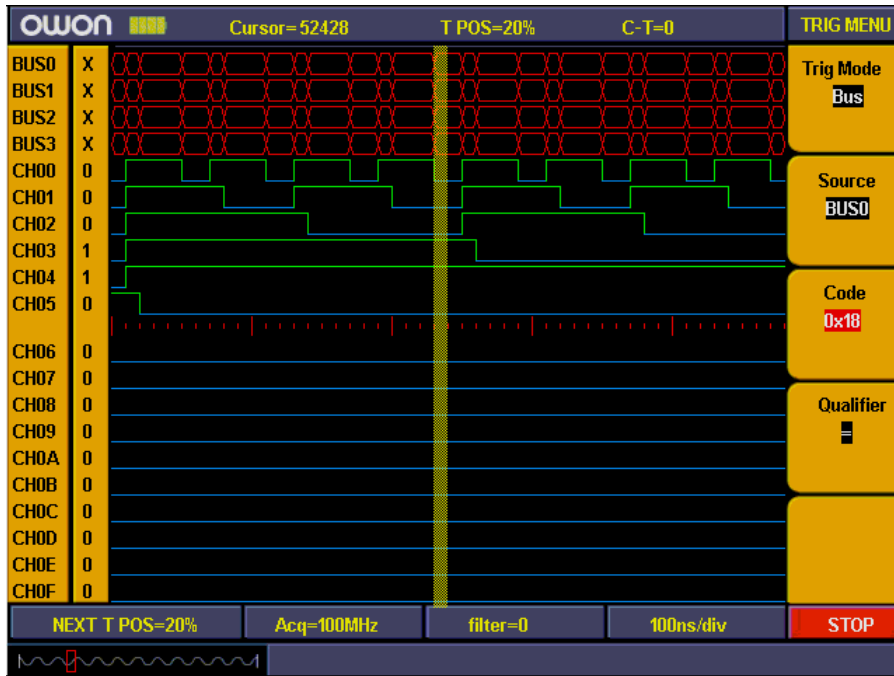 owon Cursor=52428 T POS=20% C-T=0 TRIG MENU
BUS0 X
BUS1 X
BUS2 X
BUS3 X
CH00 0
CH01 0
CH02 0
CH03 1
CH04 1
CH05 0
CH06 0
CH07 0
CH08 0
CH09 0
CH0A 0
CH0B 0
CH0C 0
CH0D 0
CH0E 0
CH0F 0
Trig Mode
Bus
Source
BUS0
Code
0x18
Qualifier
=
NEXT T POS=20% Acq=100MHz filter=0 100ns/div STOP